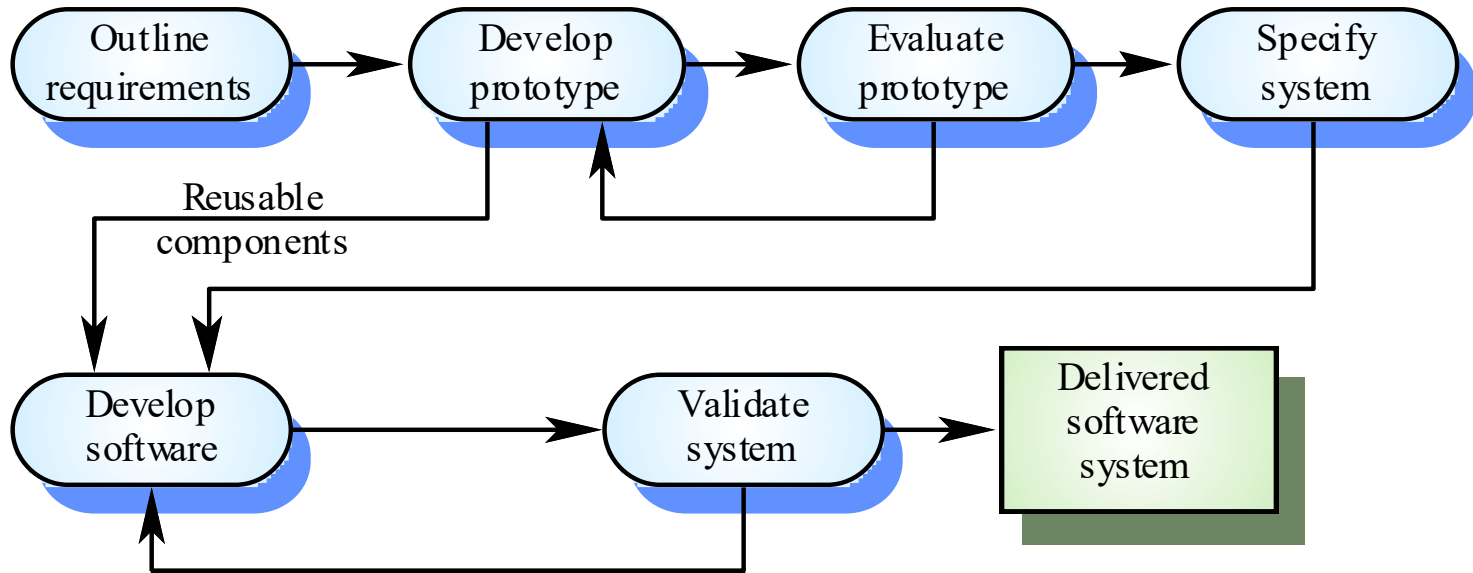 Outline
requirements
Develop
prototype
Evaluate
prototype
Specify
system
Reusable
components
Develop
software
Validate
system
Delivered
software
system